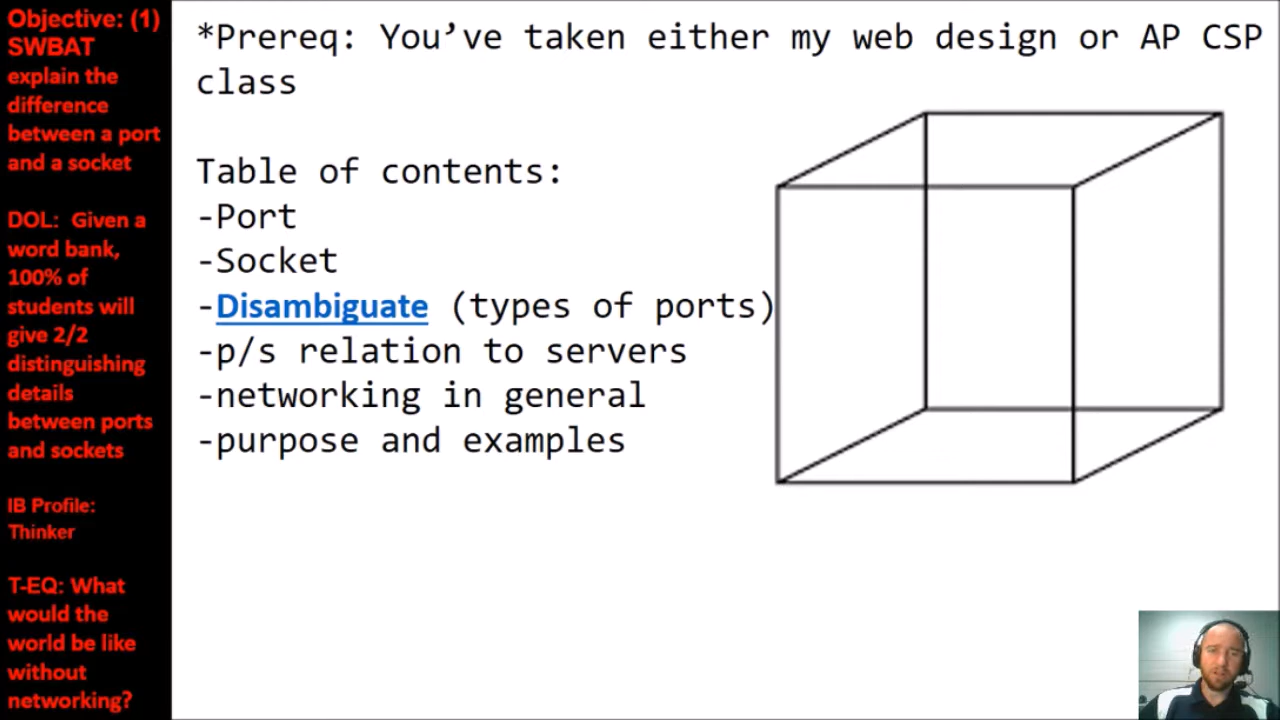 Objective: (1)
SWBAT
explain the
difference
between a port
and a socket
DOL:  Given a
word bank,
100% of
students will
give 2/2
distinguishing
details
between ports
and sockets
IB Profile:
Thinker
T-EQ: What
would the
world be like
without
networking?
*Prereq: You’ve taken either my web design or AP CSP
class
Table of contents:
-Port
-Socket
-Disambiguate (types of ports)
-p/s relation to servers
-networking in general
-purpose and examples